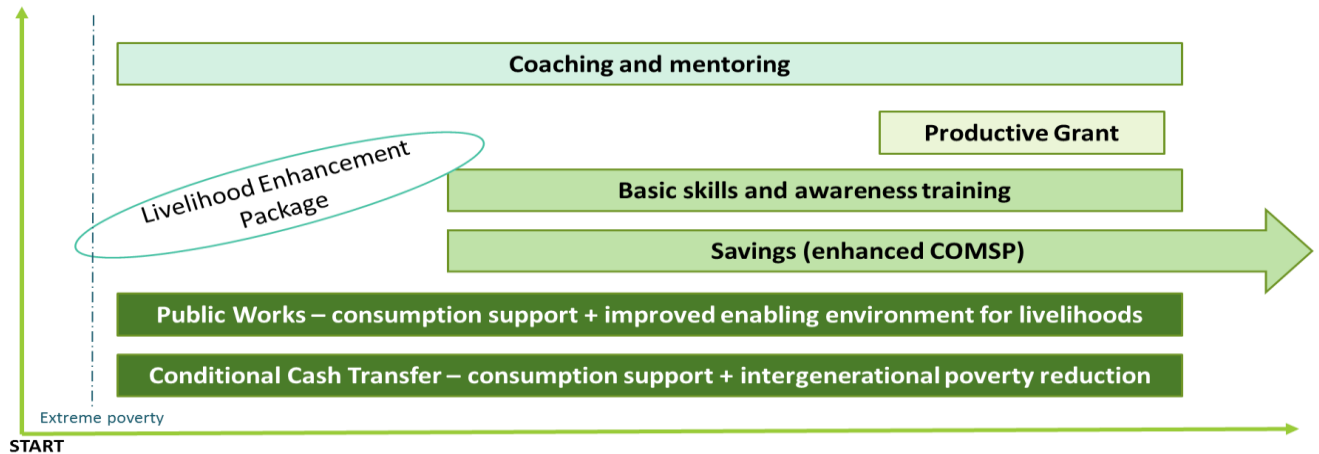 Coaching and mentoring
Productive Grant
Livelihood Enhancement
Package
Basic skills and awareness training
Savings (enhanced COMSP)
Public Works – consumption support + improved enabling environment for livelihoods
Conditional Cash Transfer – consumption support + intergenerational poverty reduction
Extreme poverty
START